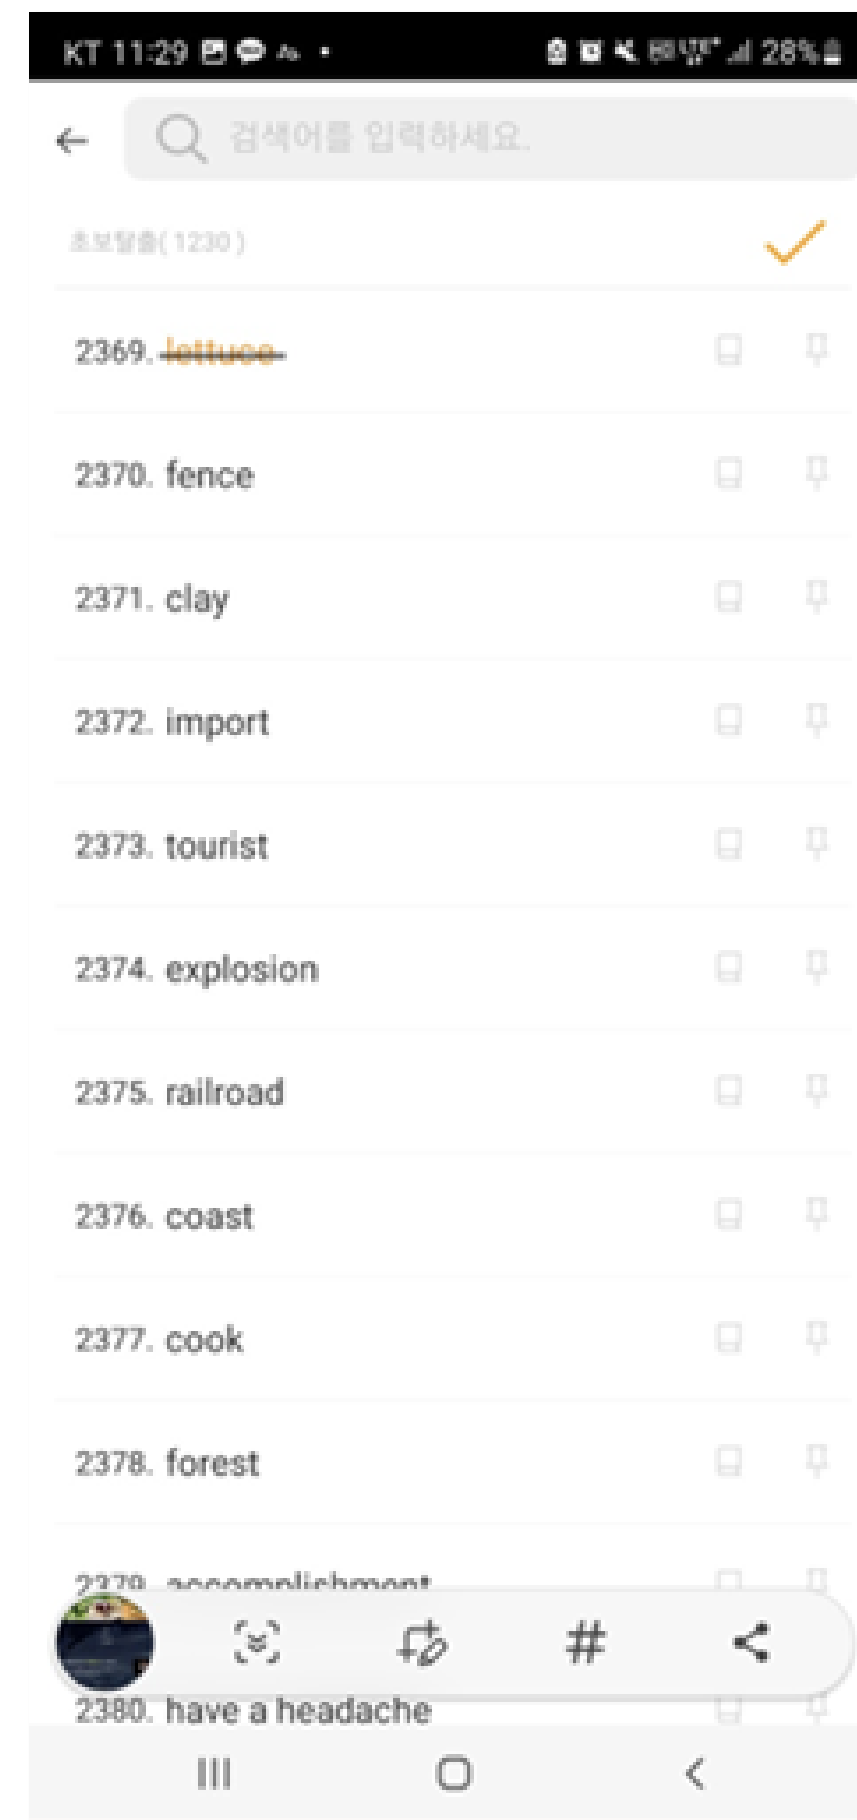 KT 11:29 28%
검색어를 입력하세요.
초보탈출( 1230 )
2369. lettuce
2370. fence
2371. clay
2372. import
2373. tourist
2374. explosion
2375. railroad
2376. coast
2377. cook
2378. forest
2379. accomplishment
2380. have a headache